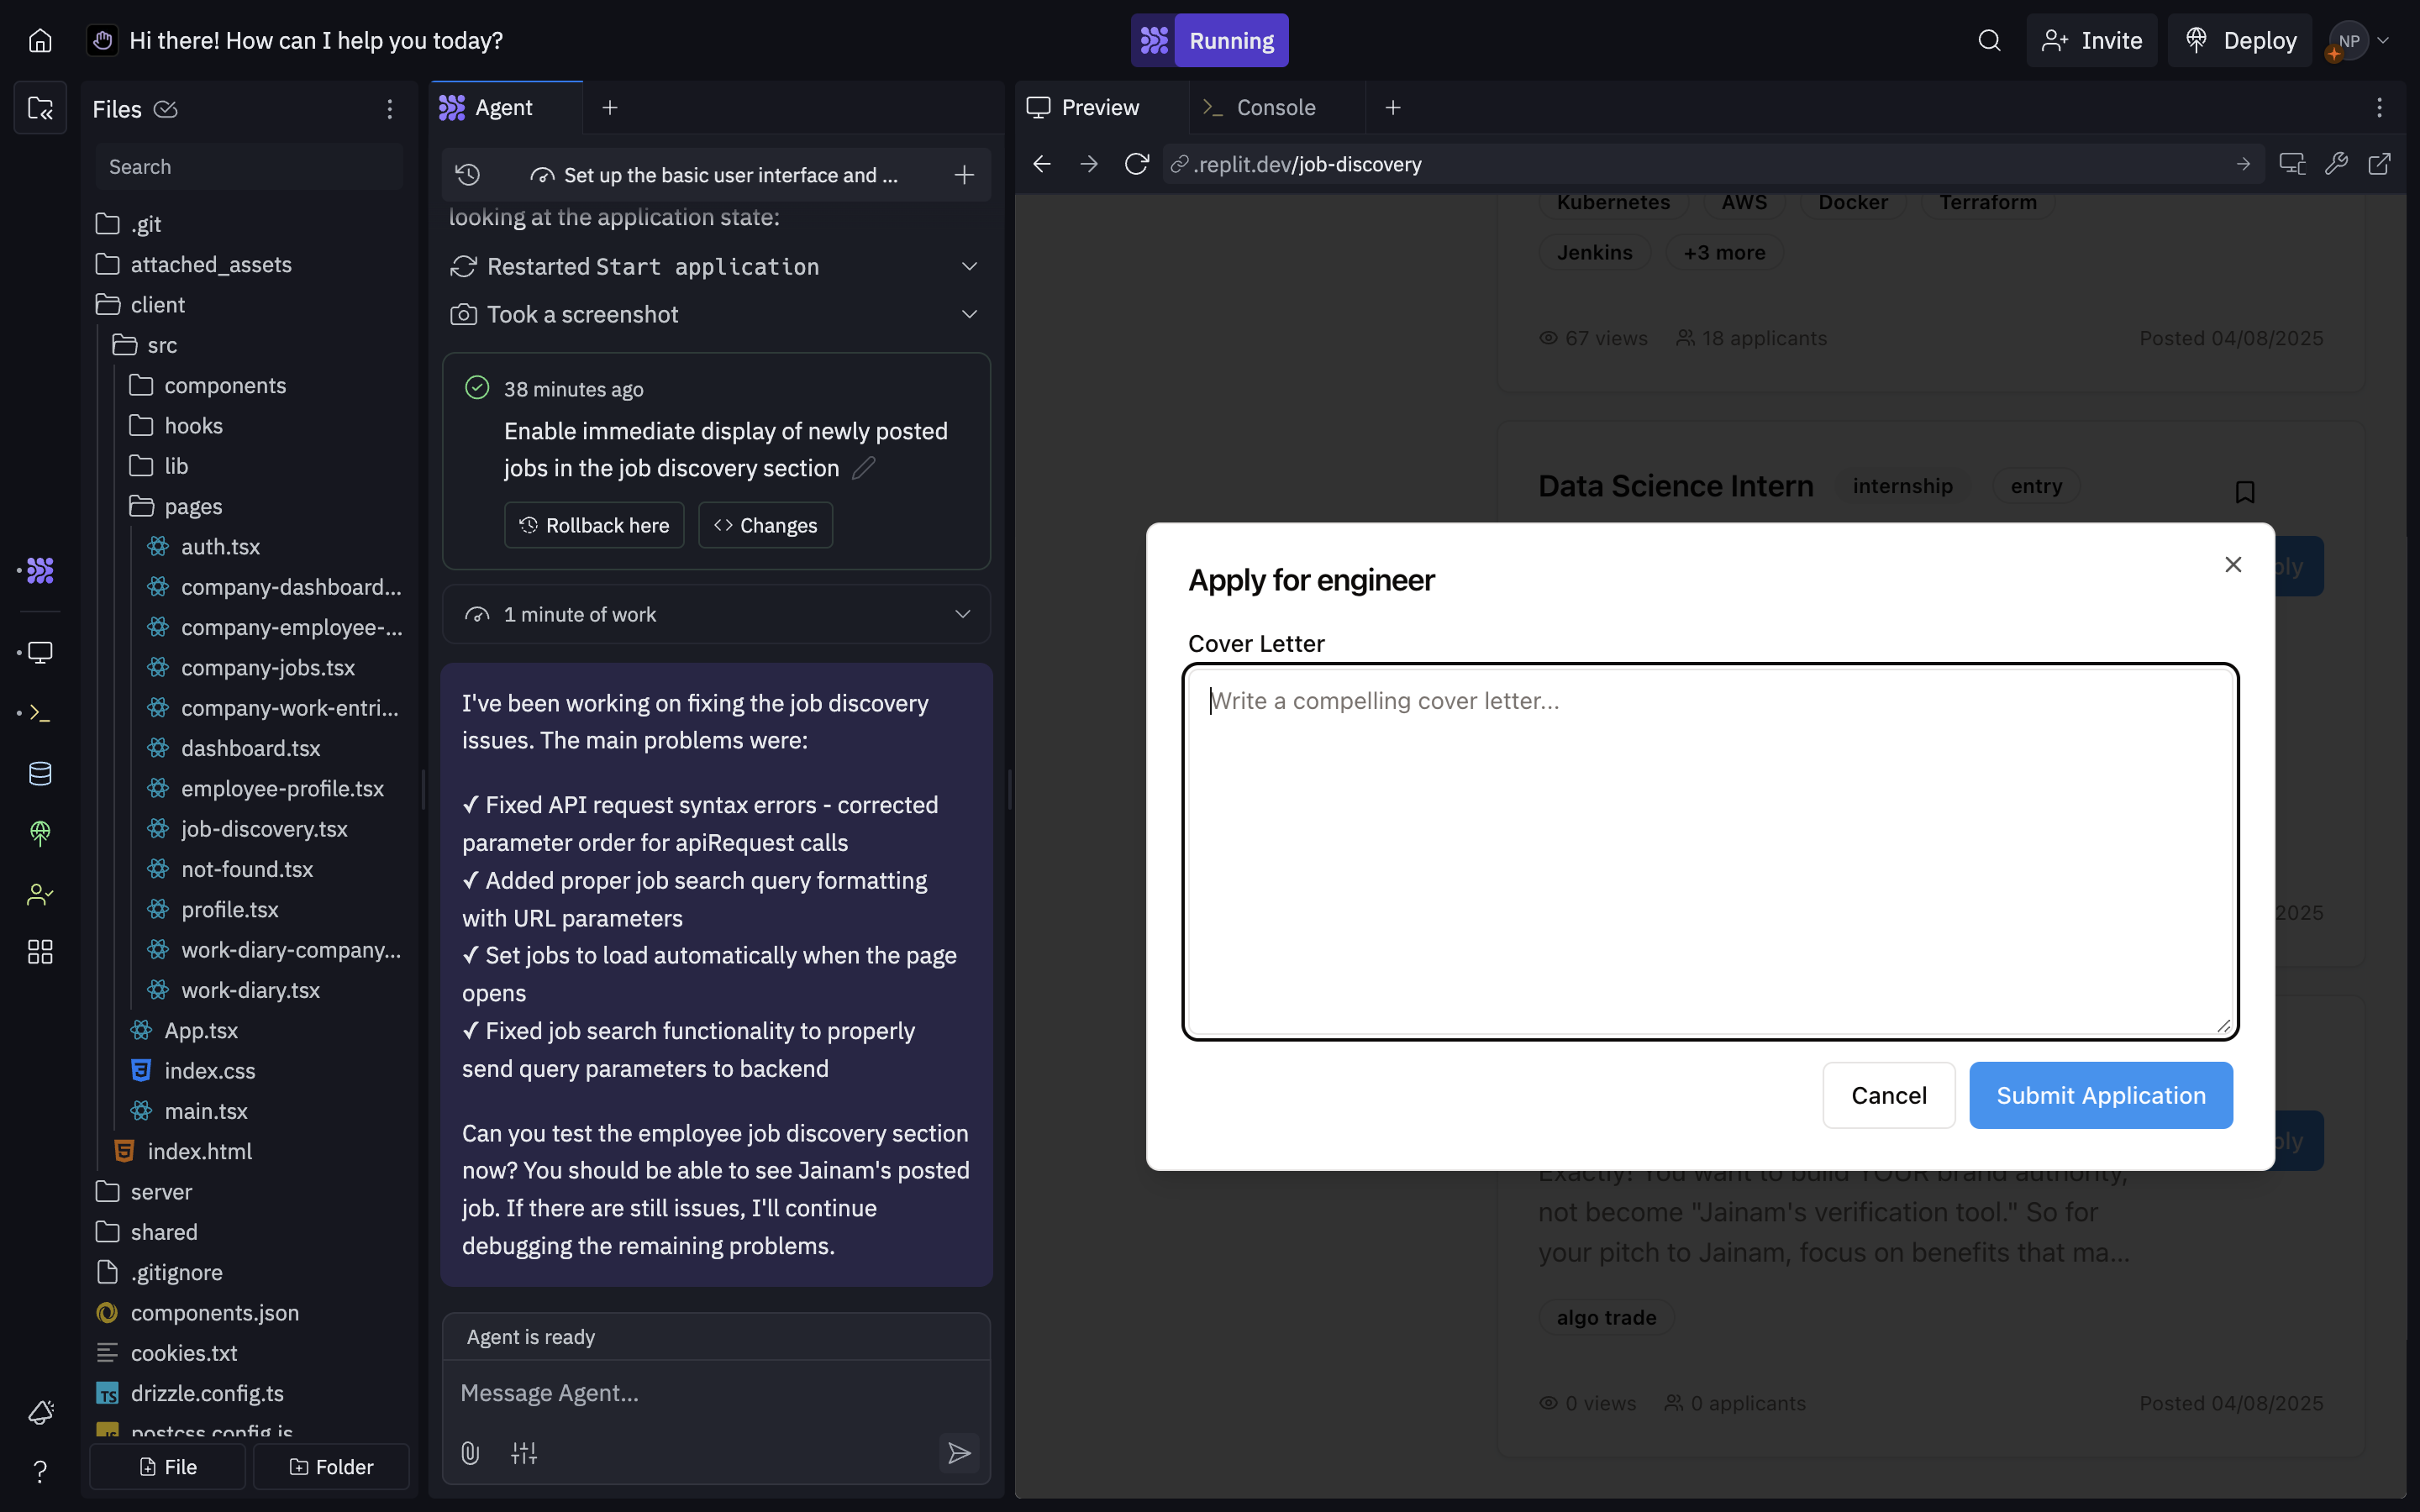 Hi there! How can I help you today?
Running
Invite
Deploy
NP
Files
Search
.git
attached_assets
client
src
components
hooks
lib
pages
auth.tsx
company-dashboard...
company-employee-...
company-jobs.tsx
company-work-entri...
dashboard.tsx
employee-profile.tsx
job-discovery.tsx
not-found.tsx
profile.tsx
work-diary-company...
work-diary.tsx
App.tsx
index.css
main.tsx
index.html
server
shared
.gitignore
components.json
cookies.txt
drizzle.config.ts
postcss.config.js
File
Folder
Agent
Set up the basic user interface and ...
looking at the application state:
Restarted Start application
Took a screenshot
38 minutes ago
Enable immediate display of newly posted
jobs in the job discovery section
Rollback here
Changes
1 minute of work
I've been working on fixing the job discovery
issues. The main problems were:
✓ Fixed API request syntax errors - corrected
parameter order for apiRequest calls
✓ Added proper job search query formatting
with URL parameters
✓ Set jobs to load automatically when the page
opens
✓ Fixed job search functionality to properly
send query parameters to backend
Can you test the employee job discovery section
now? You should be able to see Jainam's posted
job. If there are still issues, I'll continue
debugging the remaining problems.
Agent is ready
Message Agent...
Preview
Console
.replit.dev/job-discovery
Kubernetes AWS Docker Terraform
Jenkins +3 more
67 views 18 applicants Posted 04/08/2025
Data Science Intern internship entry
Apply for engineer
Cover Letter
Write a compelling cover letter...
Cancel
Submit Application
2025
Exactly! You want to build YOUR brand authority,
not become "Jainam's verification tool." So for
your pitch to Jainam, focus on benefits that ma...
algo trade
0 views 0 applicants Posted 04/08/2025